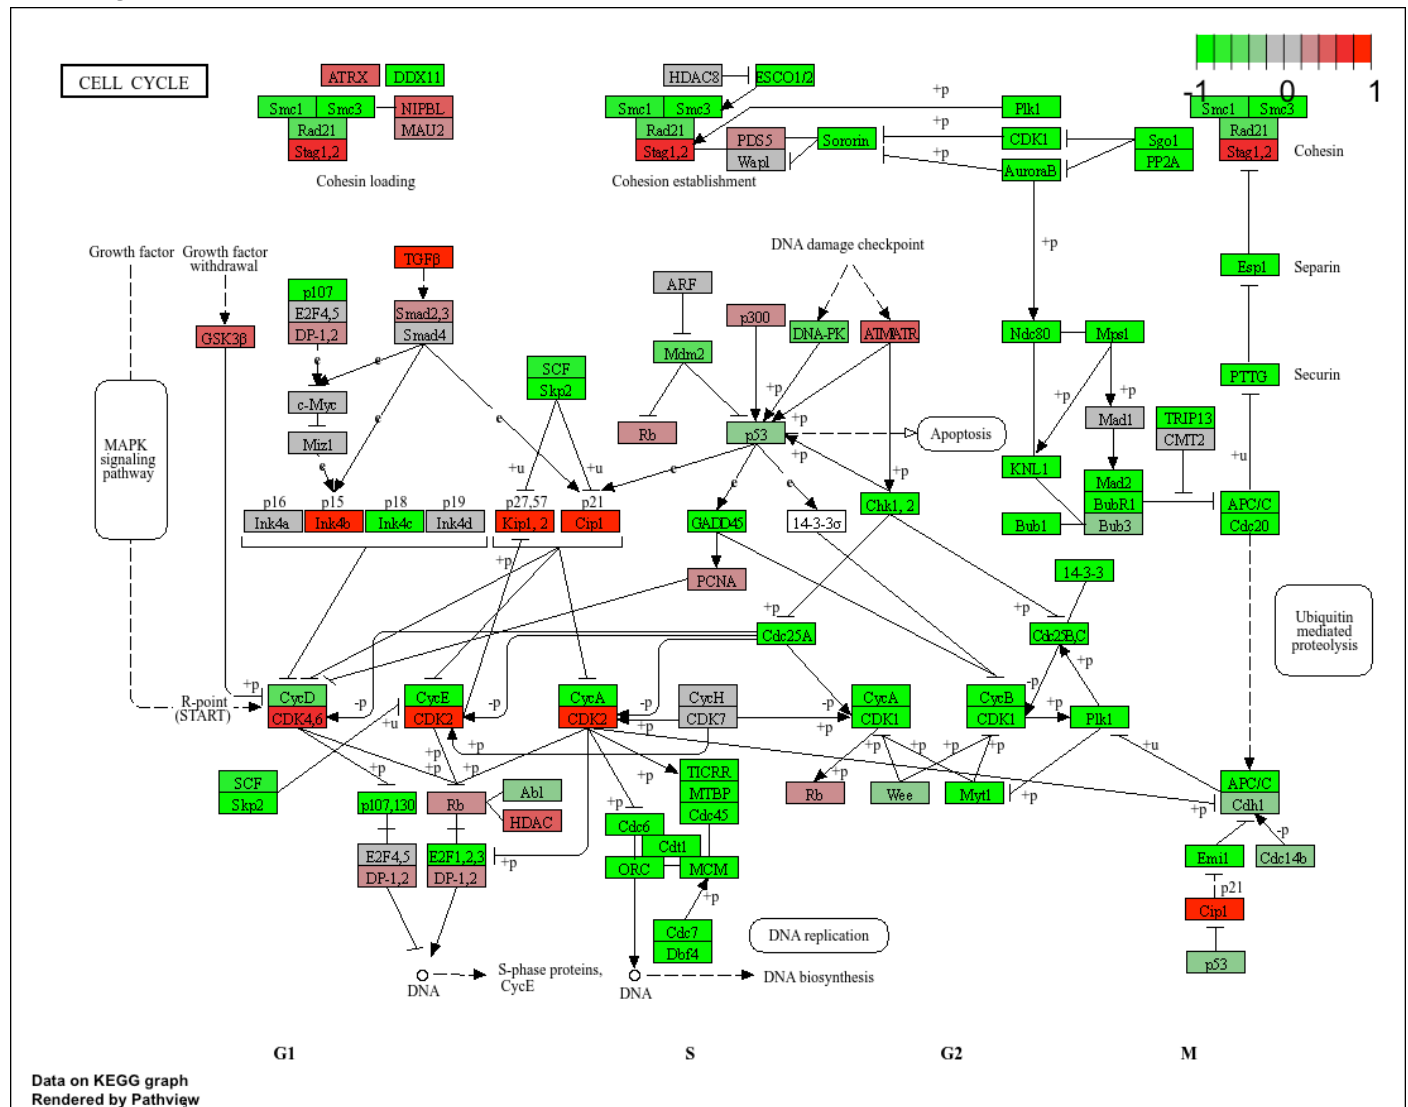 CELL CYCLE
-1 0 1
ATRX DDX11
Smc1 Smc3 NIPBL
Rad21 MAU2
Stag1,2
Cohesin loading
HDAC8 ESCO1/2
Smc1 Smc3
Rad21
Stag1,2
PDS5
Wapl
Sororin
Cohesion establishment
+p
Plk1
+p
CDK1
+p
AuroraB
Sgo1
PP2A
Smc1 Smc3
Rad21
Stag1,2
Cohesin
+p
Esp1 Separin
PTTG Securin
Growth factor
Growth factor
withdrawal
GSK3β
MAPK
signaling
pathway
p107
E2F4,5
DP-1,2
e
TGFβ
Smad2,3
Smad4
e
e
e
c-Myc
Miz1
e
SCF
Skp2
+u +u
DNA damage checkpoint
ARF
Mdm2
Rb
p300
DNA-PK
ATM/ATR
+p
+p
+p
+p
p53
Apoptosis
e
e e
Ndc80 Mps1
+p +p
Mad1
TRIP13
CMT2
KNL1
Mad2
BubR1
Bub3
Bub1
+u
APC/C
Cdc20
p16 p15 p18 p19
Ink4a Ink4b Ink4c Ink4d
p27,57 p21
Kip1, 2 Cip1
+p
GADD45
14-3-3σ
Chk1, 2
PCNA
14-3-3
+p
Cdc25A
+p
Cdc25B,C
Ubiquitin
mediated
proteolysis
R-point
(START)
+p
CycD
CDK4,6
-p
+u
CycE
CDK2
-p
CycA
CDK2
-p
+p
CycH
CDK7
-p
+p
CycA
CDK1
CycB
CDK1
-p
+p
+p
Plk1
+u
SCF
Skp2
+p
+p
+p
+p
+p
+p
p107,130
Rb
Abl
HDAC
E2F4,5
DP-1,2
E2F1,2,3
DP-1,2
+p
TICRR
MTBP
Cdc45
Cdc6
Cdt1
ORC MCM
+p
Cdc7
Dbf4
+p
Rb
+p
+p
Wee
Myt1
+p
+p
APC/C
Cdh1
-p
Emi1
Cdc14b
p21
Cip1
p53
DNA replication
DNA
S-phase proteins,
CycE
DNA
DNA biosynthesis
G1 S G2 M
Data on KEGG graph
Rendered by Pathview